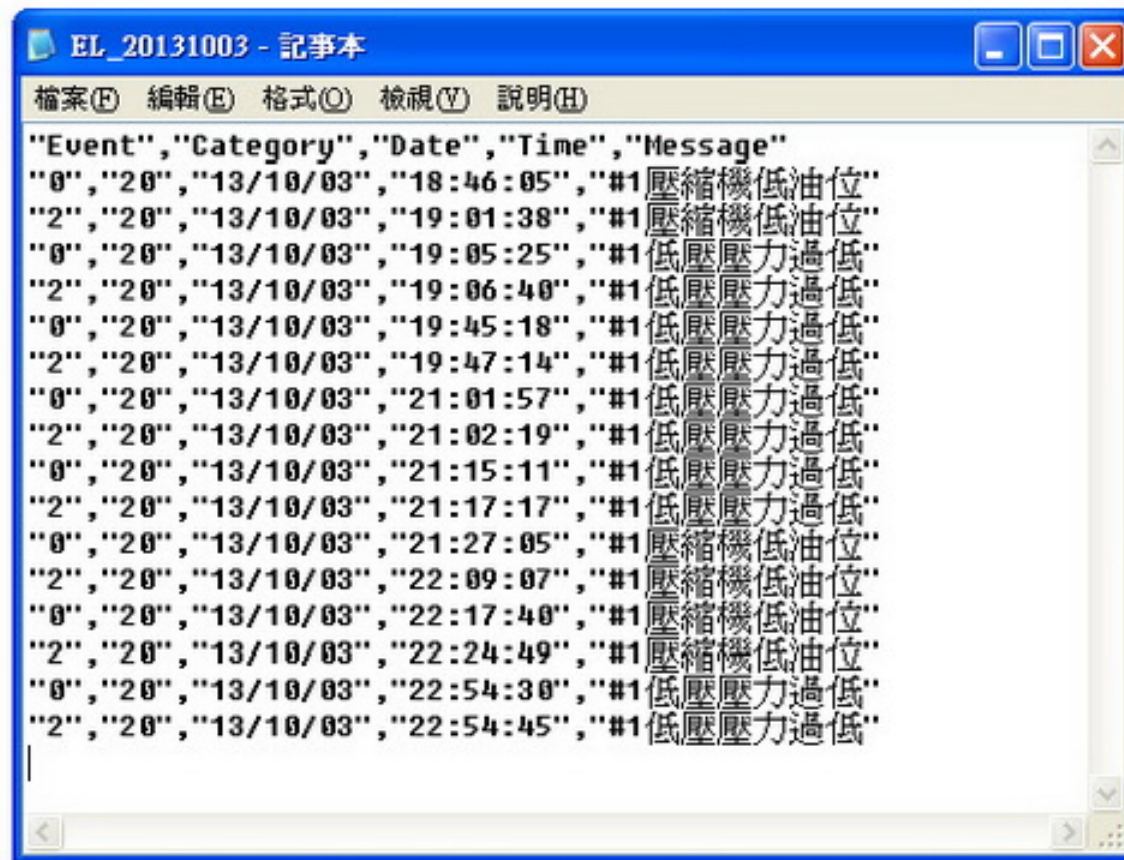 EL_20131003 - 記事本
檔案(F) 編輯(E) 格式(O) 檢視(V) 說明(H)
"Event","Category","Date","Time","Message"
"0","20","13/10/03","18:46:05","#1壓縮機低油位"
"2","20","13/10/03","19:01:38","#1壓縮機低油位"
"0","20","13/10/03","19:05:25","#1低壓壓力過低"
"2","20","13/10/03","19:06:40","#1低壓壓力過低"
"0","20","13/10/03","19:45:18","#1低壓壓力過低"
"2","20","13/10/03","19:47:14","#1低壓壓力過低"
"0","20","13/10/03","21:01:57","#1低壓壓力過低"
"2","20","13/10/03","21:02:19","#1低壓壓力過低"
"0","20","13/10/03","21:15:11","#1低壓壓力過低"
"2","20","13/10/03","21:17:17","#1低壓壓力過低"
"0","20","13/10/03","21:27:05","#1壓縮機低油位"
"2","20","13/10/03","22:09:07","#1壓縮機低油位"
"0","20","13/10/03","22:17:40","#1壓縮機低油位"
"2","20","13/10/03","22:24:49","#1壓縮機低油位"
"0","20","13/10/03","22:54:30","#1低壓壓力過低"
"2","20","13/10/03","22:54:45","#1低壓壓力過低"